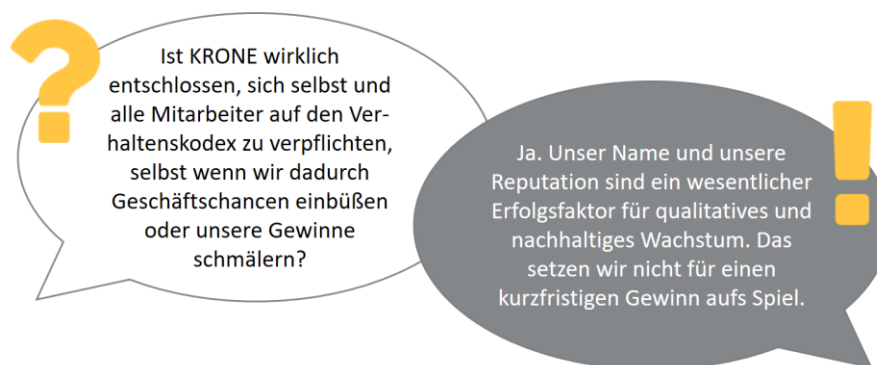 ?
Ist KRONE wirklich
entschlossen, sich selbst und
alle Mitarbeiter auf den Ver-
haltenskodex zu verpflichten,
selbst wenn wir dadurch
Geschäftschancen einbüßen
oder unsere Gewinne
schmälern?
!
Ja. Unser Name und unsere
Reputation sind ein wesentlicher
Erfolgsfaktor für qualitatives und
nachhaltiges Wachstum. Das
setzen wir nicht für einen
kurzfristigen Gewinn aufs Spiel.